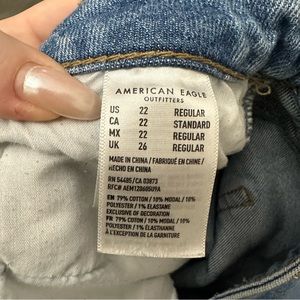 AMERICAN EAGLE
OUTFITTERS
US 22 REGULAR
CA 22 STANDARD
MX 22 REGULAR
UK 26 REGULAR
MADE IN CHINA / FABRIQUÉ EN CHINE /
HECHO EN CHINA
RN 54485/CA 03873
RFC# AEM120605U9A
EN 79% COTTON / 10% MODAL / 10%
POLYESTER / 1% ELASTANE
EXCLUSIVE OF DECORATION
FR 79% COTON / 10% MODAL / 10%
POLYESTER / 1% ÉLASTHANNE
À L'EXCEPTION DE LA GARNITURE